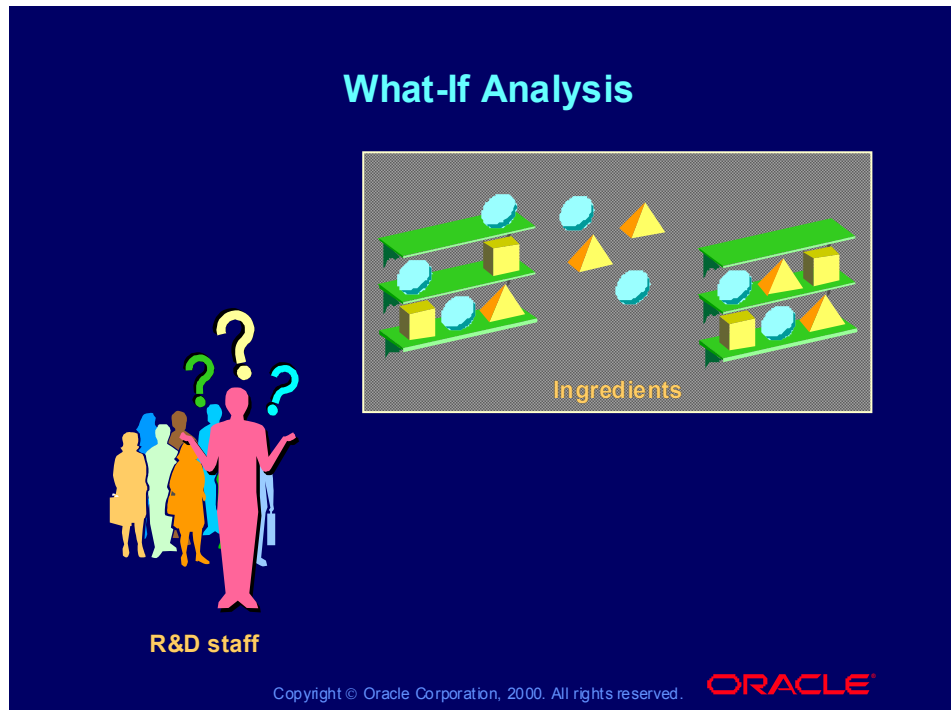 What-If Analysis
? ? ?
Ingredients
R&D staff
Copyright © Oracle Corporation, 2000. All rights reserved. ORACLE®